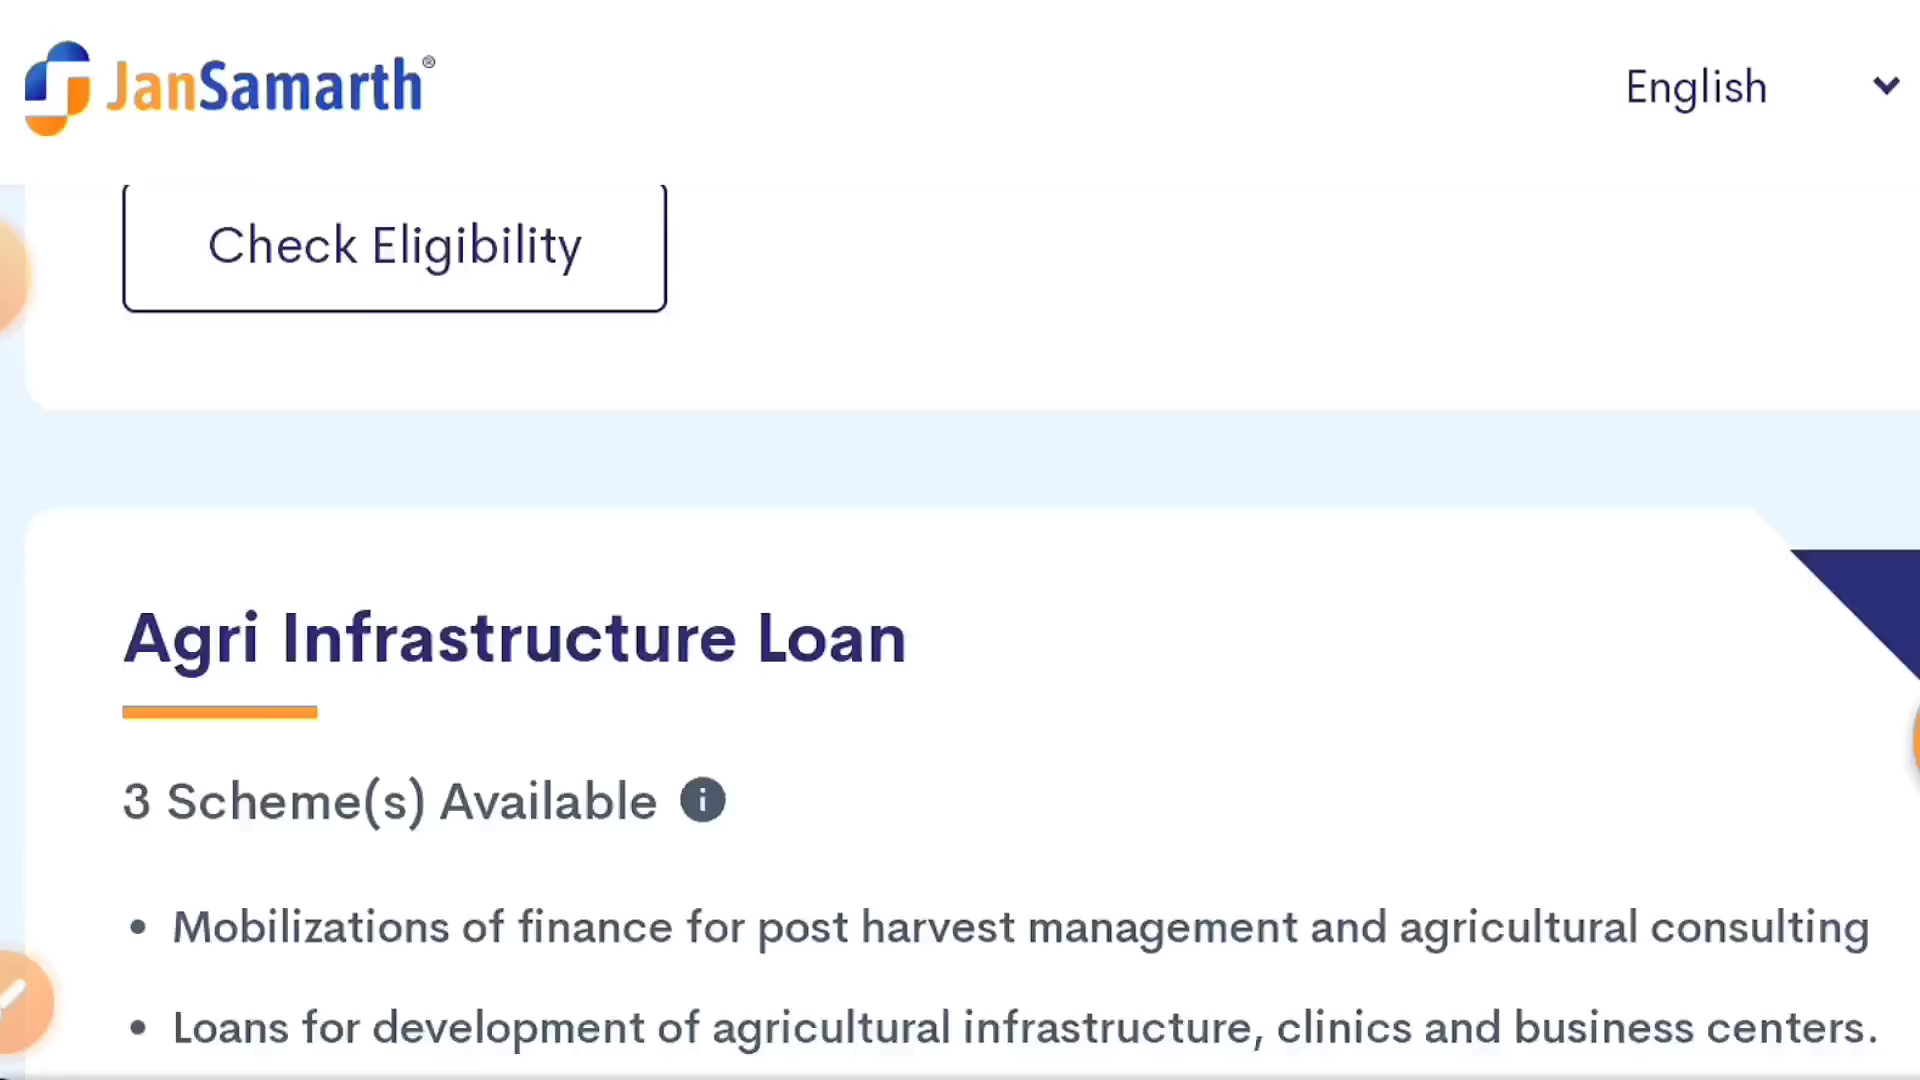 JanSamarth®
English
Check Eligibility
Agri Infrastructure Loan
3 Scheme(s) Available i
• Mobilizations of finance for post harvest management and agricultural consulting
• Loans for development of agricultural infrastructure, clinics and business centers.